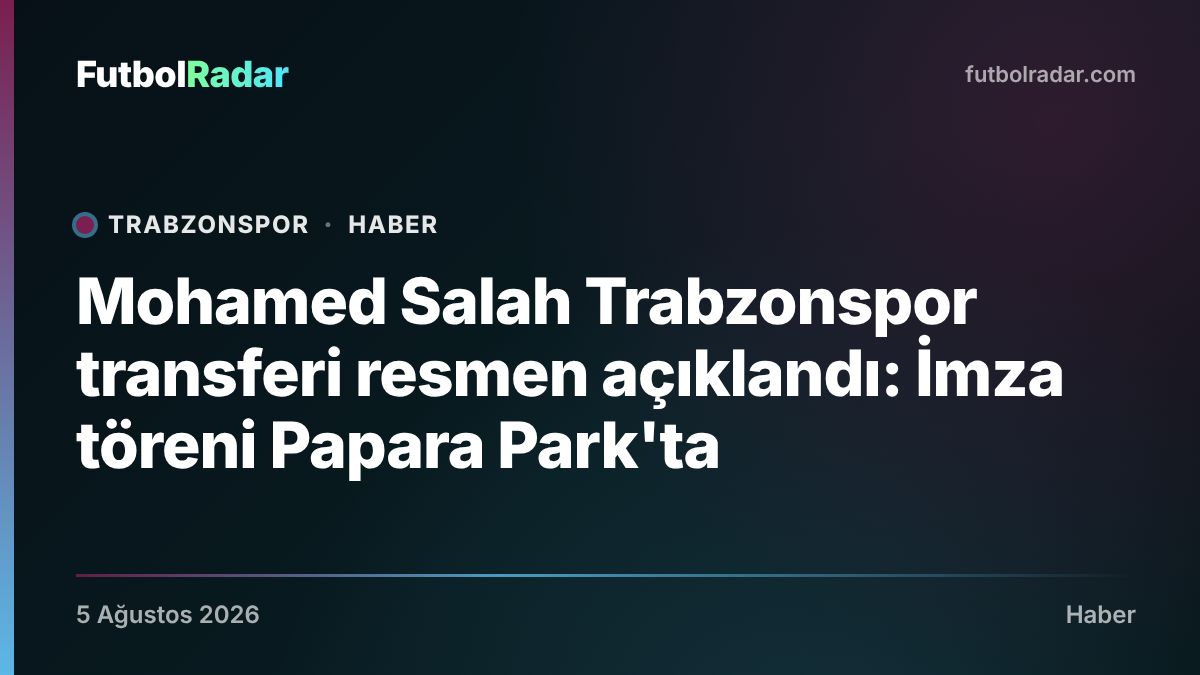 FutbolRadar
futbolradar.com
TRABZONSPOR · HABER
Mohamed Salah Trabzonspor
transferi resmen açıklandı: İmza
töreni Papara Park'ta
5 Ağustos 2026
Haber